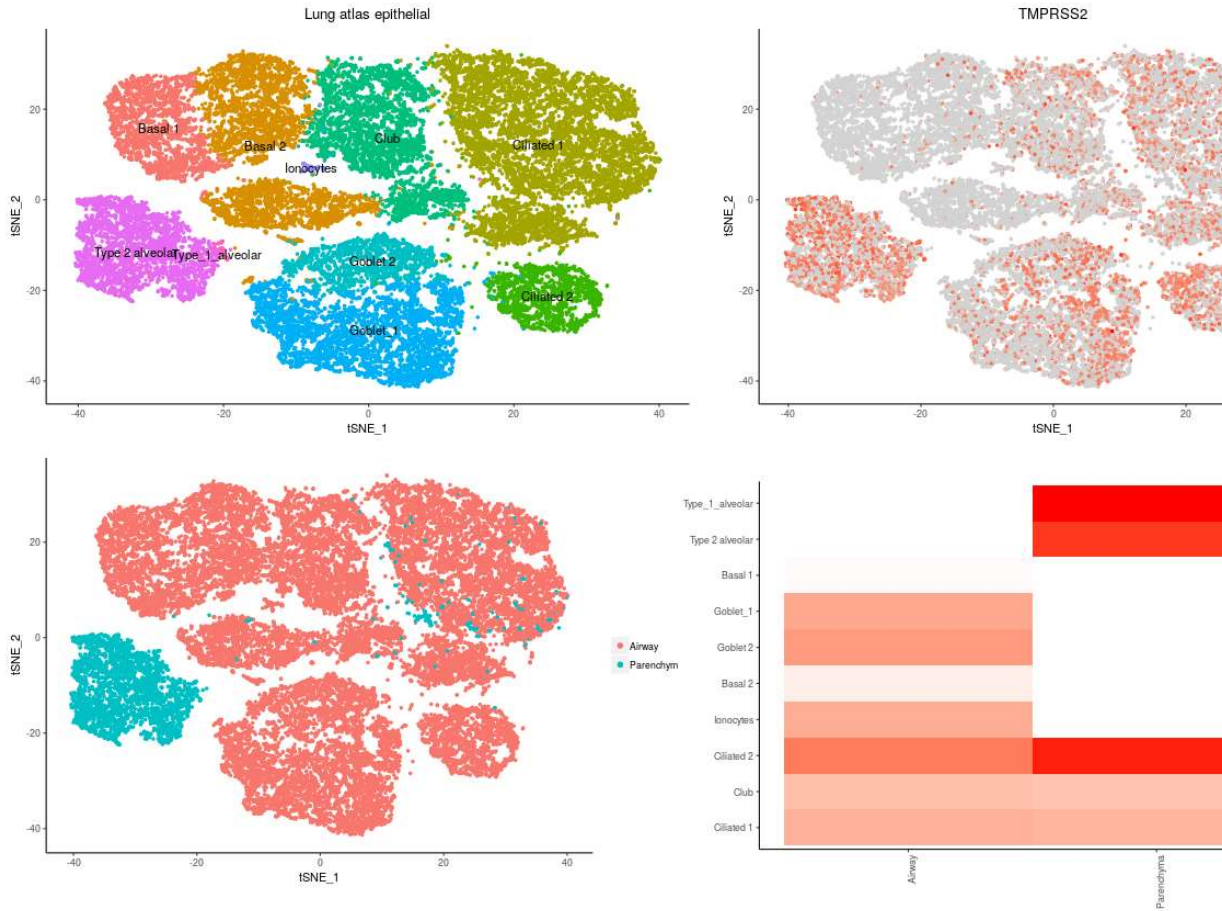 Lung atlas epithelial
TMPRSS2
20
0
-20
-40
tSNE_2
Basal 1
Basal 2
Ionocytes
Club
Ciliated 1
Type 2 alveolar
Type_1_alveolar
Goblet 2
Goblet_1
Ciliated 2
-40
-20
0
20
40
tSNE_1
20
0
-20
-40
tSNE_2
-40
-20
0
20
tSNE_1
20
0
-20
-40
tSNE_2
-40
-20
0
20
40
tSNE_1
Airway
Parenchym
Type_1_alveolar
Type 2 alveolar
Basal 1
Goblet_1
Goblet 2
Basal 2
Ionocytes
Ciliated 2
Club
Ciliated 1
Airway
Parenchyma